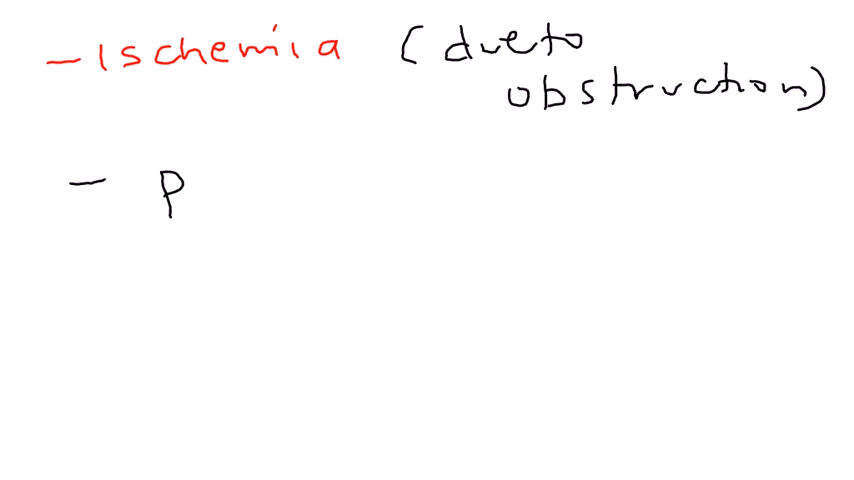 - Ischemia (due to
obstruction)
- P